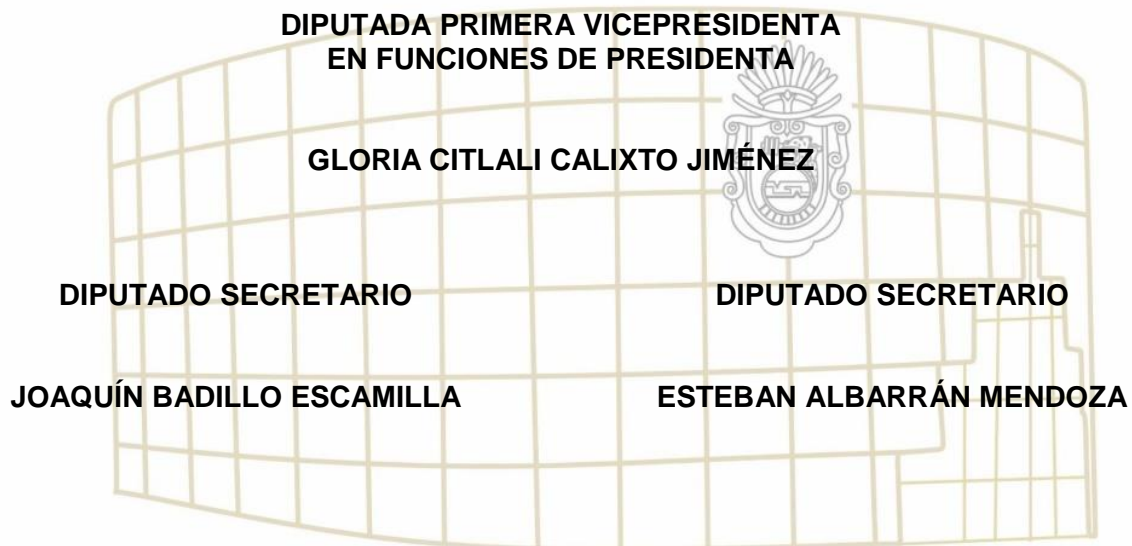 DIPUTADA PRIMERA VICEPRESIDENTA
EN FUNCIONES DE PRESIDENTA
GLORIA CITLALI CALIXTO JIMÉNEZ
DIPUTADO SECRETARIO
DIPUTADO SECRETARIO
JOAQUÍN BADILLO ESCAMILLA
ESTEBAN ALBARRÁN MENDOZA